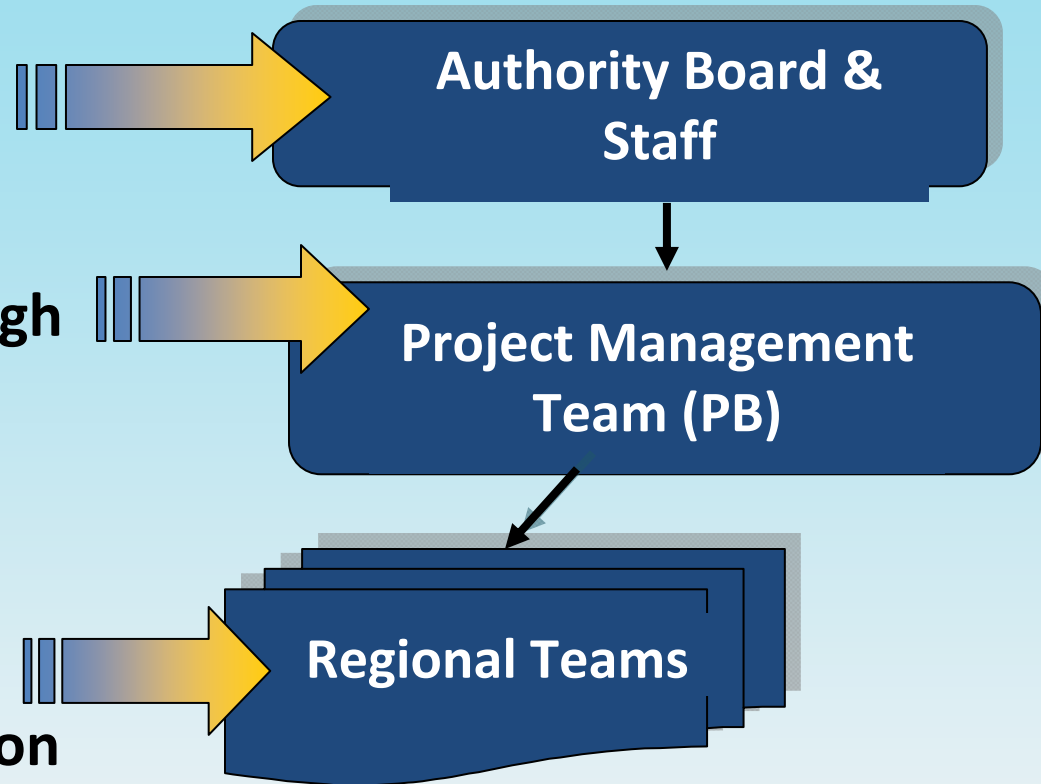 Authority Board &
Staff
gh
Project Management
Team (PB)
Regional Teams
on